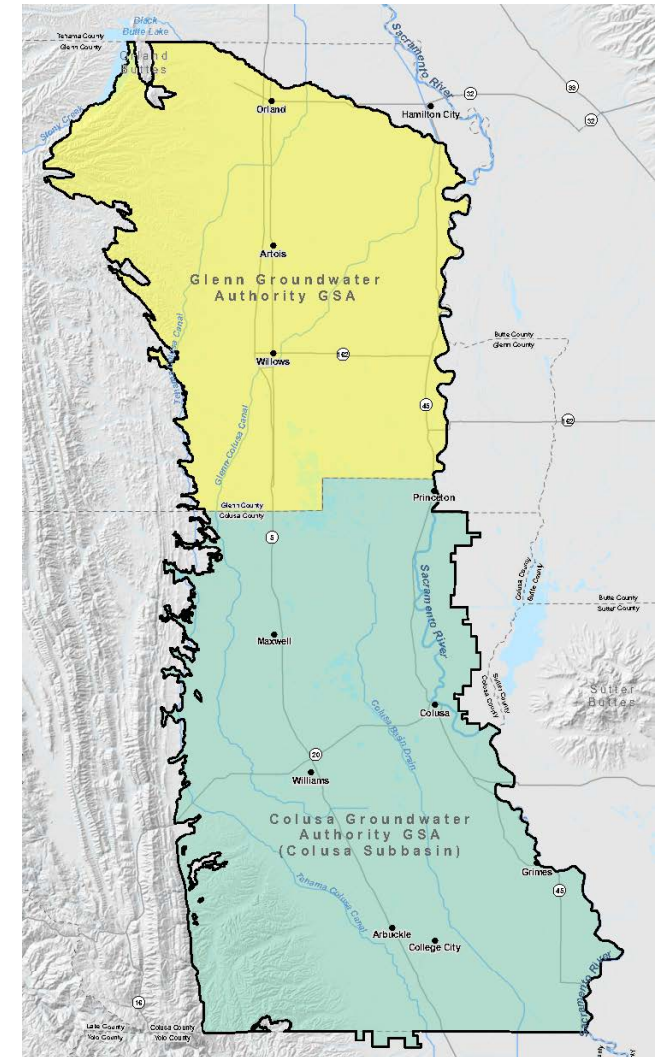 Black
Butte Lake
Tehama County
Glenn County
Orland
Buttes
Sacramento River
Stony Creek
Orland
32
99
Hamilton City
32
Artois
Glenn Groundwater
Authority GSA
Tehama Colusa Canal
Butte County
Glenn County
Willows
162
Glenn Colusa Canal
45
162
Princeton
Glenn County
Colusa County
5
Colusa County
Butte County
Sacramento River
Butte County
Sutter County
Maxwell
Sutter County
Colusa County
Sutter
Buttes
Colusa
Colusa Basin Drain
20
Williams
Colusa Groundwater
Authority GSA
(Colusa Subbasin)
Grimes
Tehama Colusa Canal
45
Arbuckle
College City
Sacramento River
16
Lake County
Yolo County
Colusa County
Yolo County